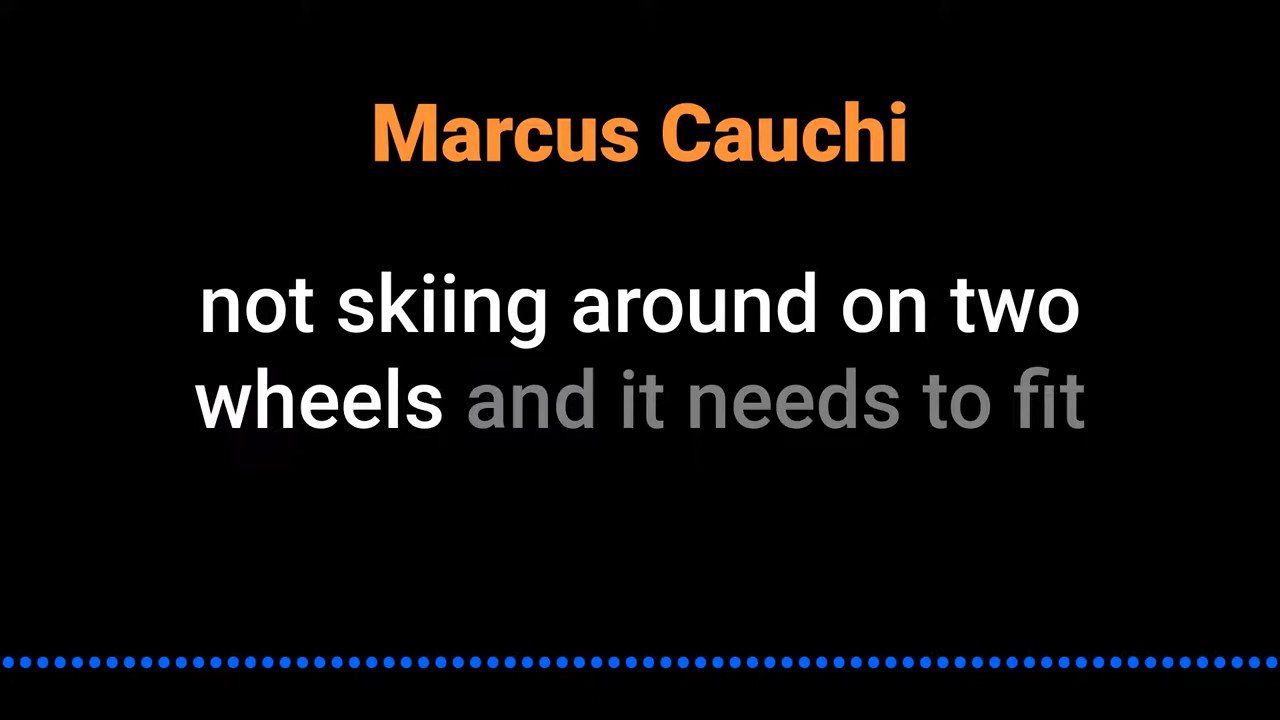 Marcus Cauchi
not skiing around on two
wheels and it needs to fit